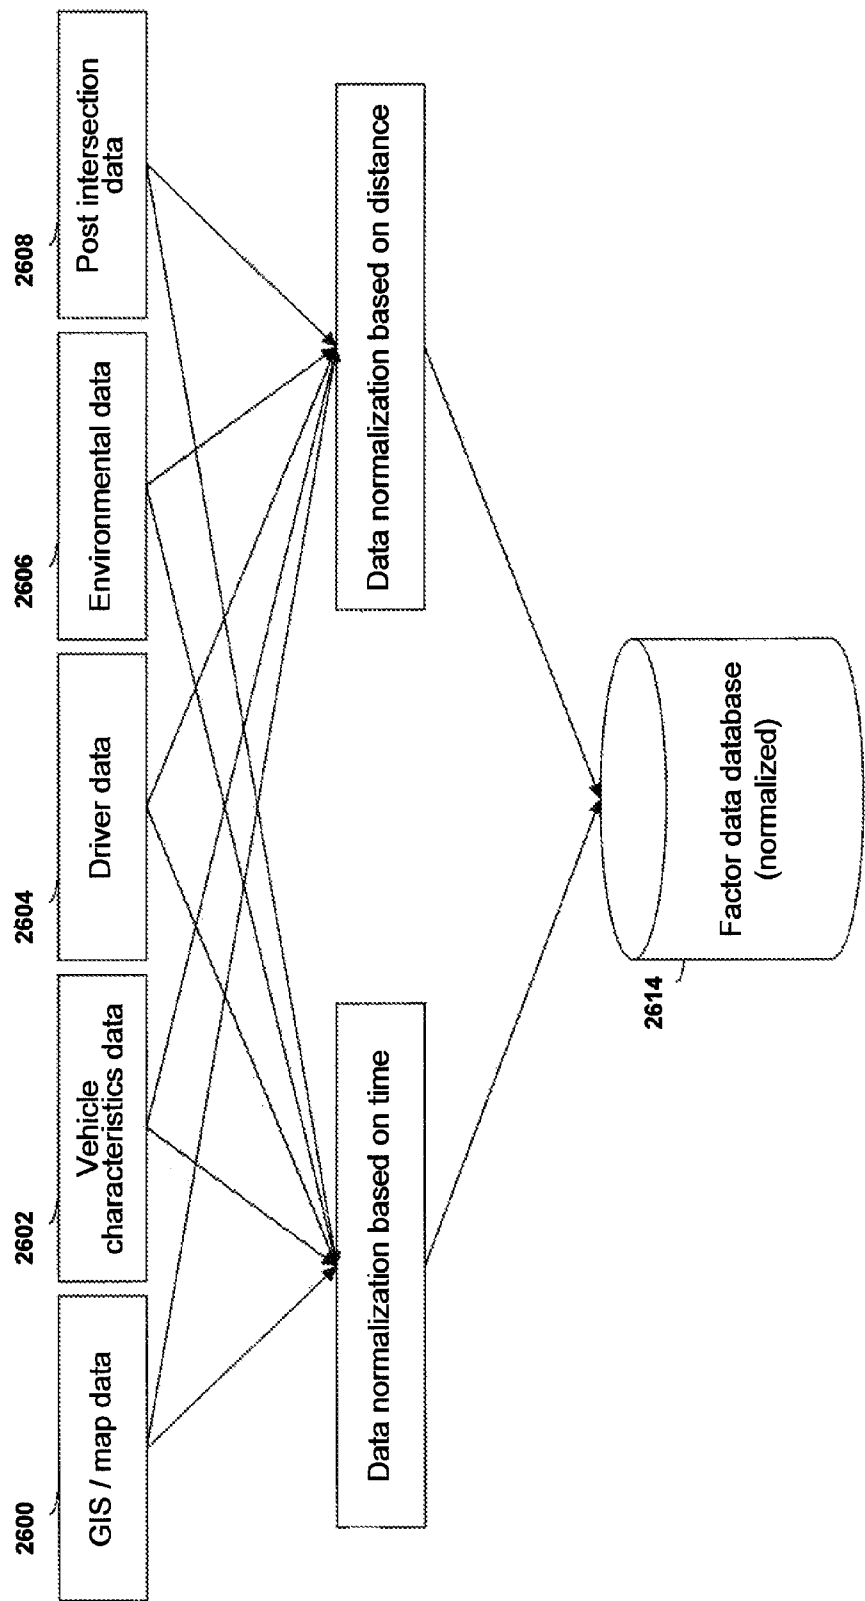 2600
GIS / map data
2602
Vehicle
characteristics data
2604
Driver data
2606
Environmental data
2608
Post intersection
data
Data normalization based on time
Data normalization based on distance
2614
Factor data database
(normalized)